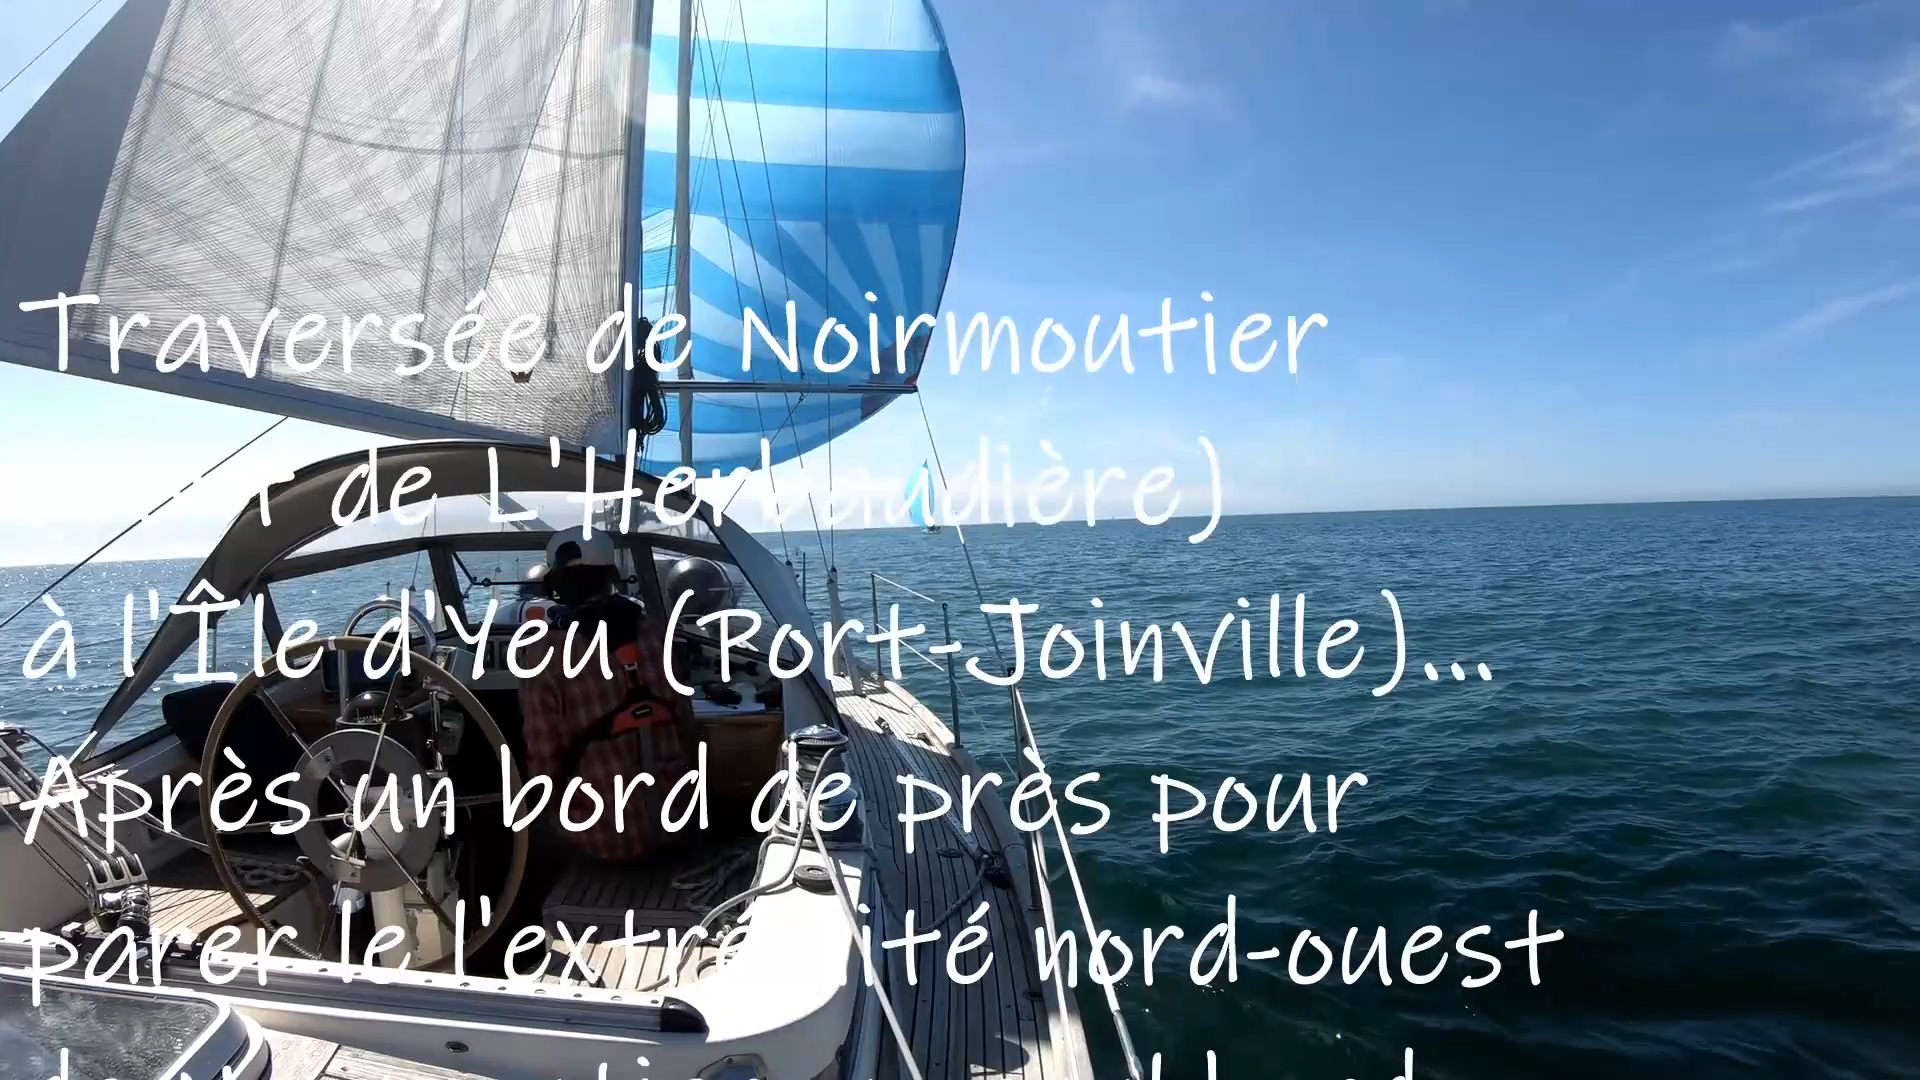 Traversée de Noirmoutier
de L'Herbaudière)
à l'Île d'Yeu (Port-Joinville)...
Après un bord de près pour
parer le l'extrémité nord-ouest